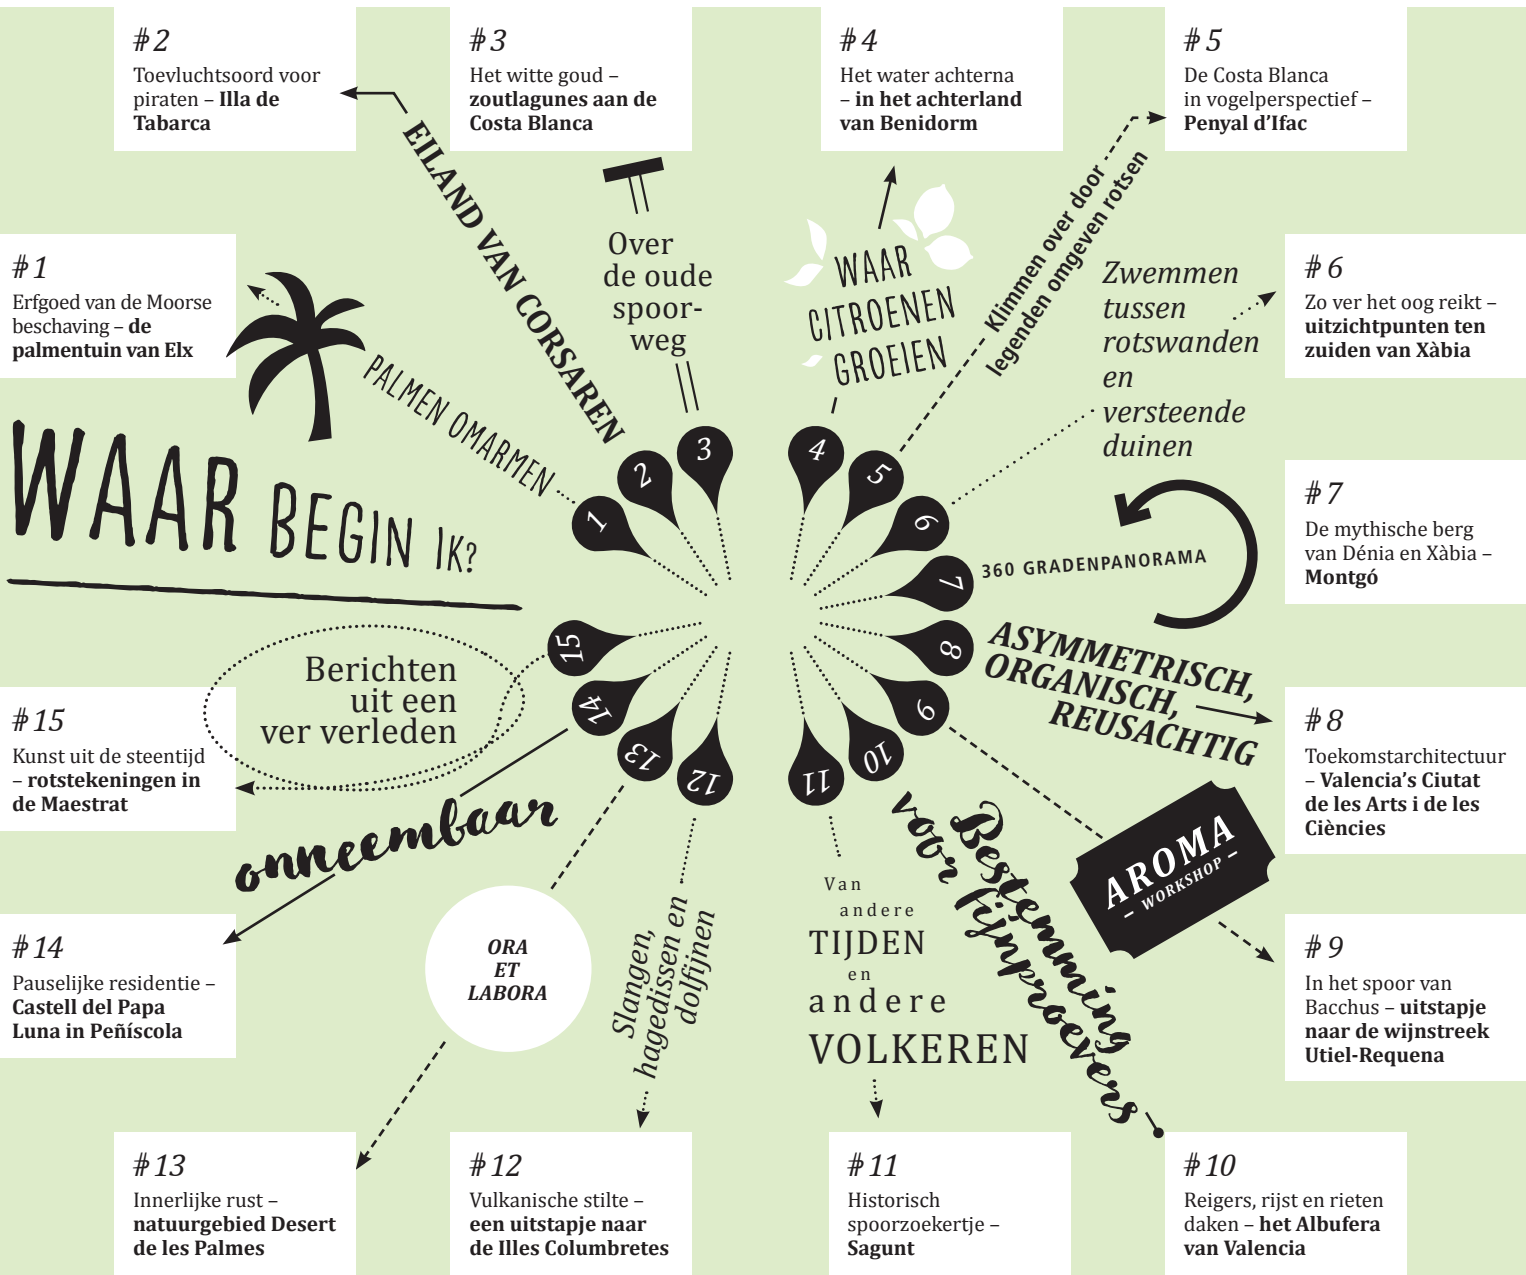 #2
Toevluchtsoord voor
piraten – Illa de
Tabarca
#3
Het witte goud –
zoutlagunes aan de
Costa Blanca
#4
Het water achterna
– in het achterland
van Benidorm
#5
De Costa Blanca
in vogelperspectief –
Penyal d'Ifac
#1
Erfgoed van de Moorse
beschaving – de
palmentuin van Elx
PALMEN OMARMEN
EILAND VAN CORSAREN
Over
de oude
spoor-
weg
WAAR
CITROENEN
GROEIEN
Klimmen over door
legenden omgeven rotsen
Zwemmen
tussen
rotswanden
en
versteende
duinen
#6
Zo ver het oog reikt –
uitzichtpunten ten
zuiden van Xàbia
WAAR BEGIN IK?
1
2
3
4
5
6
7
8
9
10
11
12
13
14
15
360 GRADENPANORAMA
#7
De mythische berg
van Dénia en Xàbia –
Montgó
ASYMMETRISCH,
ORGANISCH,
REUSACHTIG
#8
Toekomstarchitectuur
– Valencia's Ciutat
de les Arts i de les
Ciències
Berichten
uit een
ver verleden
#15
Kunst uit de steentijd
– rotstekeningen in
de Maestrat
onneembaar
#14
Pauselijke residentie –
Castell del Papa
Luna in Peñíscola
ORA
ET
LABORA
Slangen,
hagedissen en
dolfijnen
Van
andere
TIJDEN
en
andere
VOLKEREN
Bestemming
voor fijnproevers
AROMA
– WORKSHOP –
#9
In het spoor van
Bacchus – uitstapje
naar de wijnstreek
Utiel-Requena
#13
Innerlijke rust –
natuurgebied Desert
de les Palmes
#12
Vulkanische stilte –
een uitstapje naar
de Illes Columbretes
#11
Historisch
spoorzoekertje –
Sagunt
#10
Reigers, rijst en rieten
daken – het Albufera
van Valencia